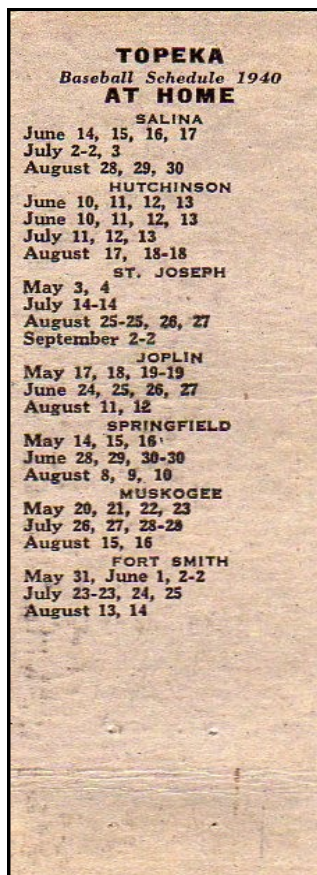 TOPEKA
Baseball Schedule 1940
AT HOME
SALINA
June 14, 15, 16, 17
July 2-2, 3
August 28, 29, 30
HUTCHINSON
June 10, 11, 12, 13
June 10, 11, 12, 13
July 11, 12, 13
August 17, 18-18
ST. JOSEPH
May 3, 4
July 14-14
August 25-25, 26, 27
September 2-2
JOPLIN
May 17, 18, 19-19
June 24, 25, 26, 27
August 11, 12
SPRINGFIELD
May 14, 15, 16
June 28, 29, 30-30
August 8, 9, 10
MUSKOGEE
May 20, 21, 22, 23
July 26, 27, 28-28
August 15, 16
FORT SMITH
May 31, June 1, 2-2
July 23-23, 24, 25
August 13, 14